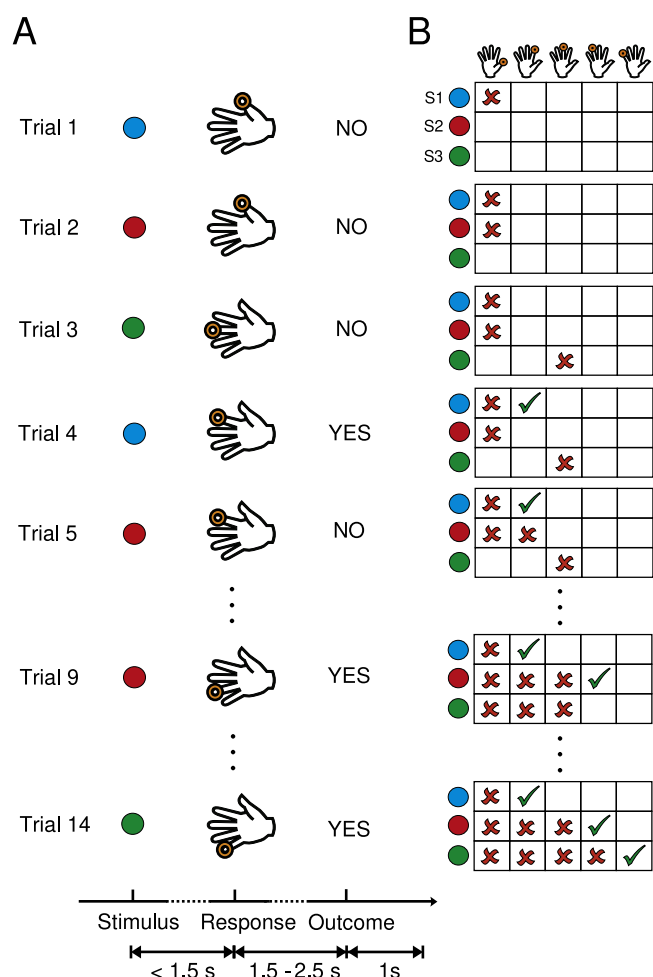 A
B
S1
S2
S3
Trial 1
NO
Trial 2
NO
Trial 3
NO
Trial 4
YES
Trial 5
NO
Trial 9
YES
Trial 14
YES
Stimulus Response Outcome
< 1.5 s 1.5 - 2.5 s 1s